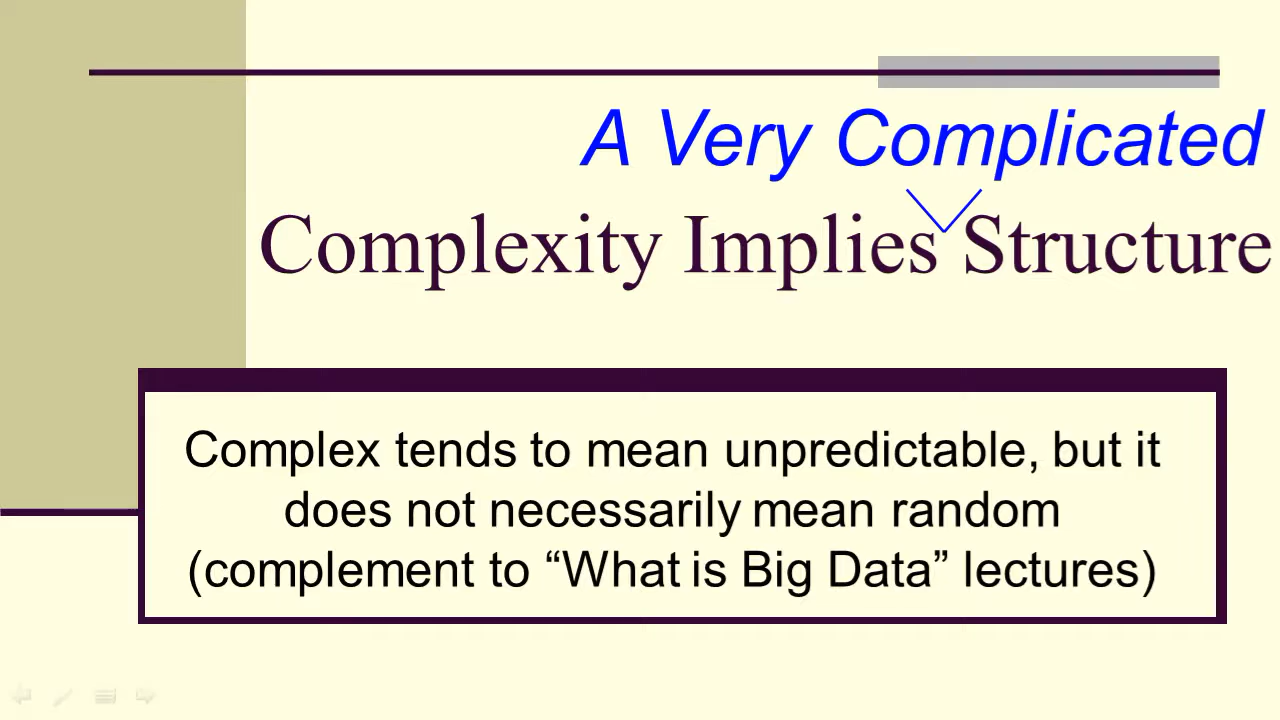 A Very Complicated
Complexity Implies Structure
Complex tends to mean unpredictable, but it
does not necessarily mean random
(complement to “What is Big Data” lectures)